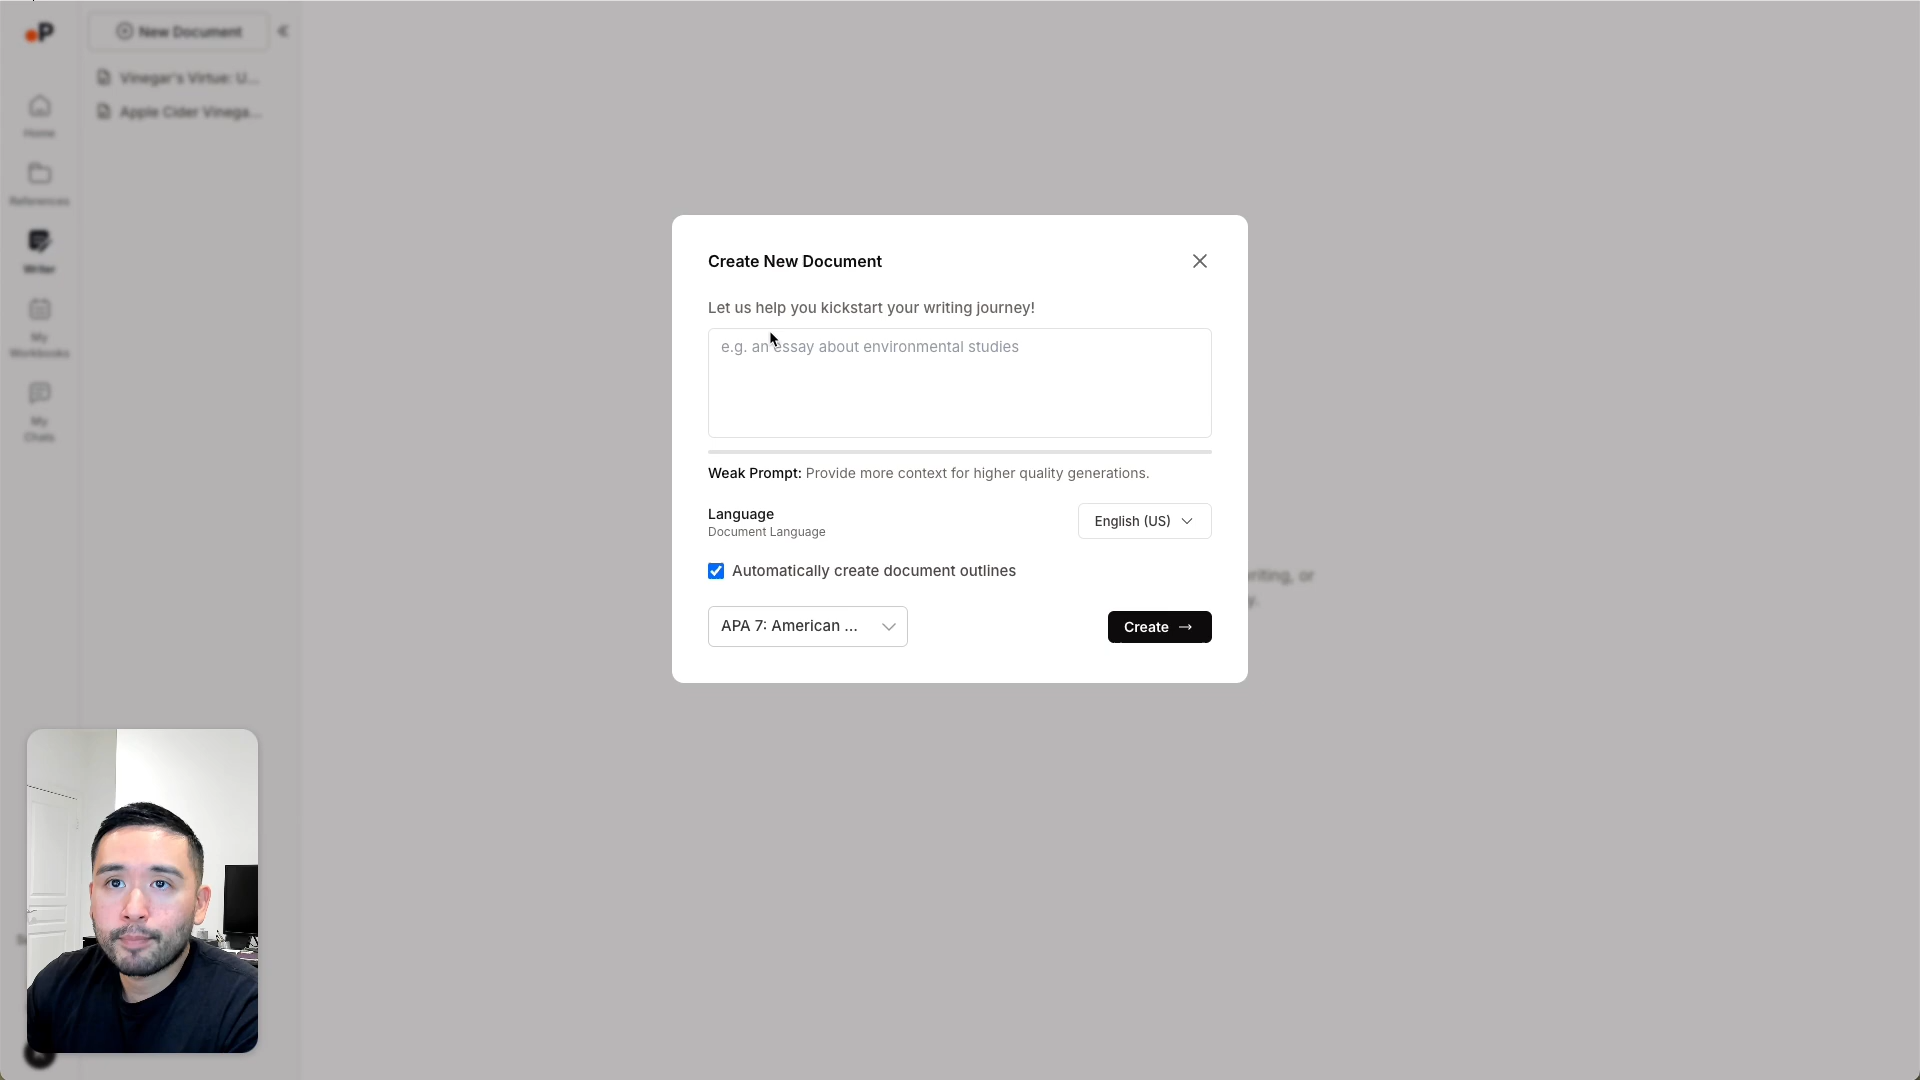 P
New Document
Vinegar's Virtue: U...
Apple Cider Vinega...
Home
References
Writer
My
Workbooks
My
Chats
Create New Document
Let us help you kickstart your writing journey!
e.g. an essay about environmental studies
Weak Prompt: Provide more context for higher quality generations.
Language
Document Language
English (US)
Automatically create document outlines
APA 7: American ...
Create →
writing, or